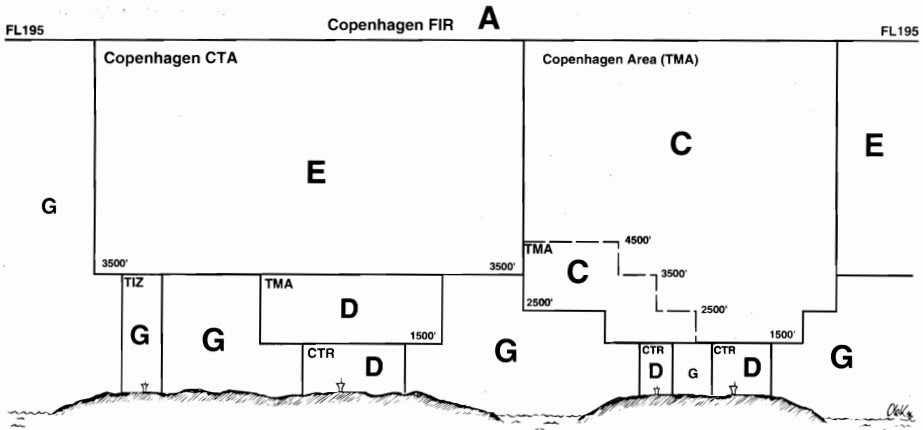 Copenhagen FIR
A
FL195
FL195
Copenhagen CTA
Copenhagen Area (TMA)
C
E
E
G
TMA
4500'
C
3500'
3500'
3500'
TIZ
TMA
2500'
2500'
D
G
G
1500'
1500'
G
G
CTR
D
CTR
D
G
CTR
D